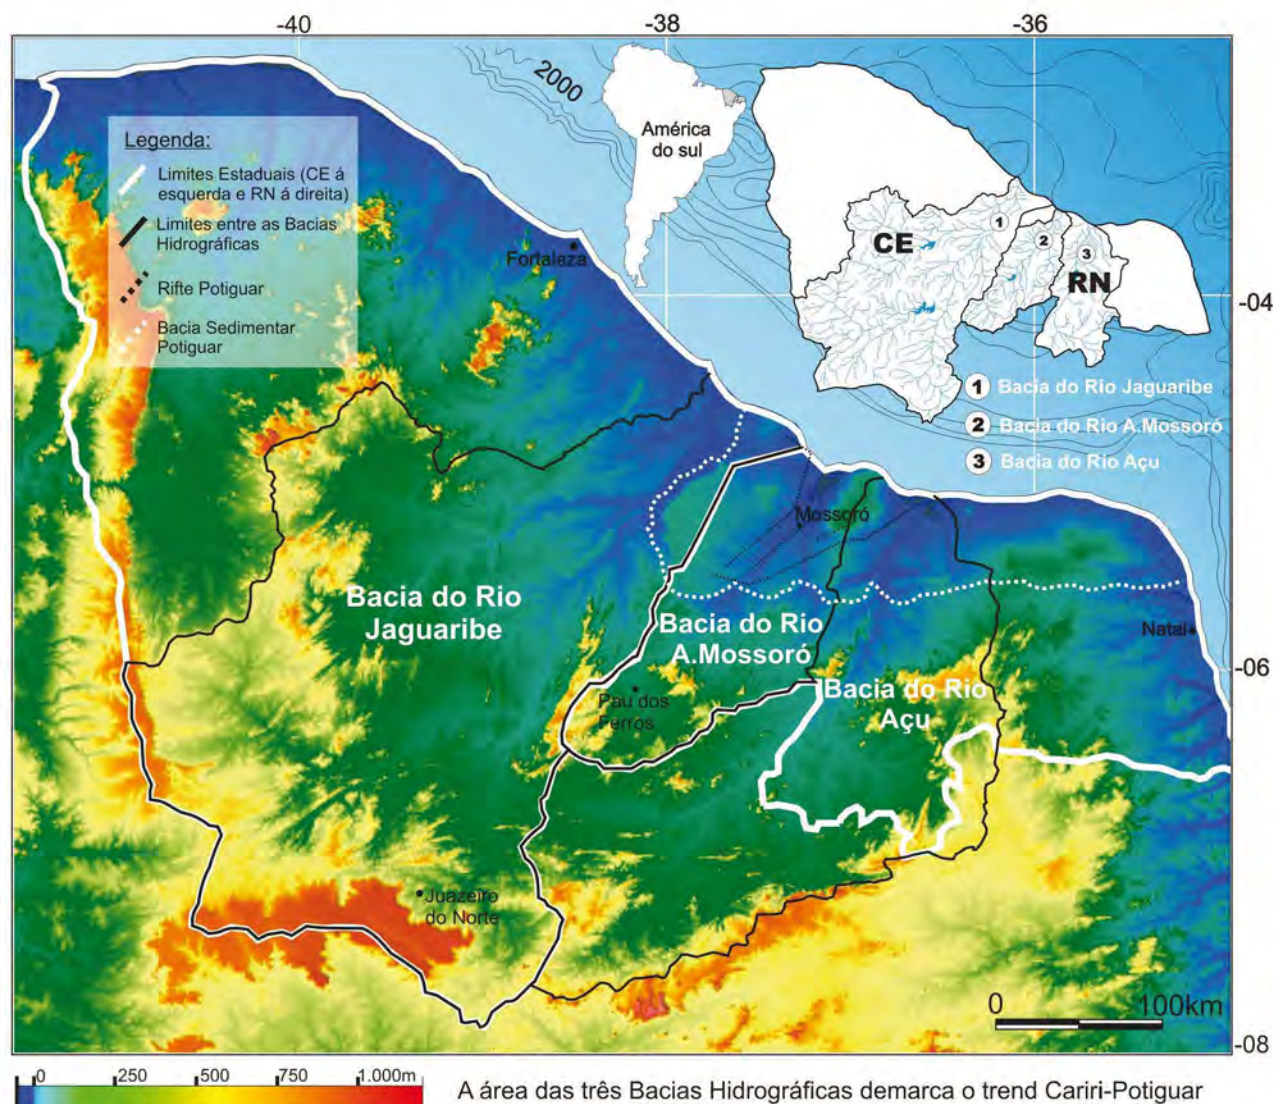 -40
-38
-36
2000
América
do sul
Legenda:
Limites Estaduais (CE á
esquerda e RN á direita)
Limites entre as Bacias
Hidrográficas
Rifte Potiguar
Bacia Sedimentar
Potiguar
Fortaleza
CE
RN
1
2
3
-04
1 Bacia do Rio Jaguaribe
2 Bacia do Rio A.Mossoró
3 Bacia do Rio Açu
Mossoró
Bacia do Rio
Jaguaribe
Bacia do Rio
A.Mossoró
Natal
-06
Pau dos
Ferros
Bacia do Rio
Açu
Juazeiro
do Norte
0 100km
-08
0 250 500 750 1.000m
A área das três Bacias Hidrográficas demarca o trend Cariri-Potiguar